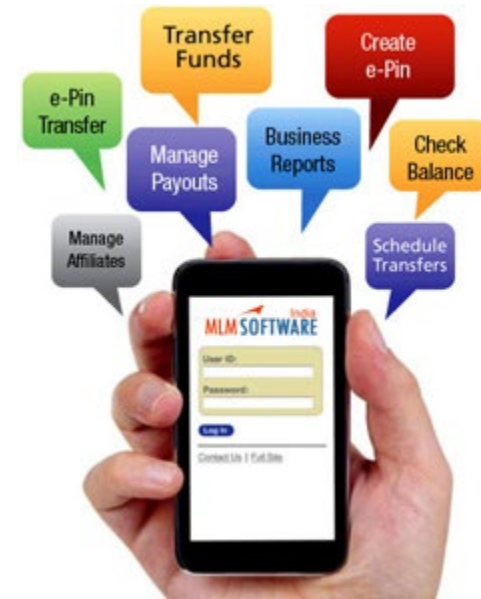 Transfer
Funds
Create
e-Pin
e-Pin
Transfer
Manage
Payouts
Business
Reports
Check
Balance
Manage
Affiliates
Schedule
Transfers
India
MLM SOFTWARE
User ID:
Password:
Log In
Contact Us | Full Site